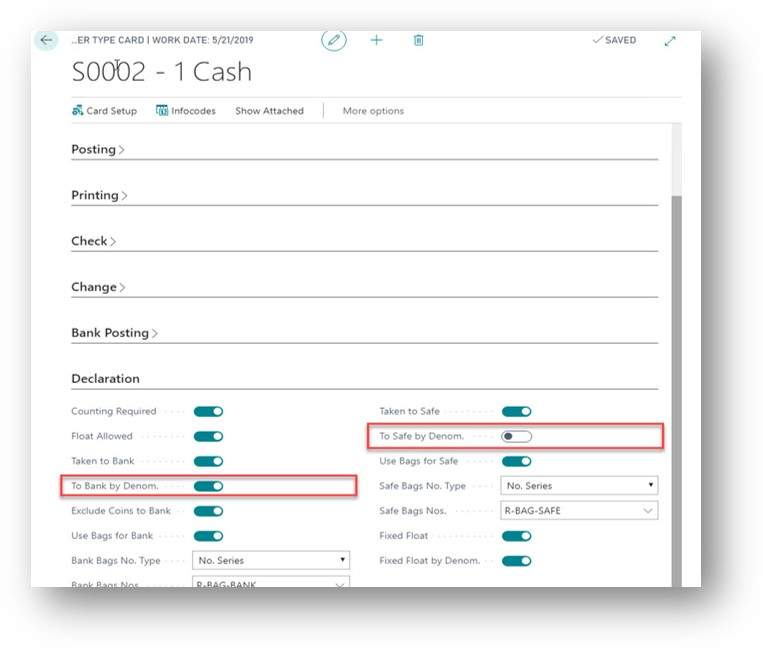 ...ER TYPE CARD | WORK DATE: 5/21/2019
SAVED
S0002 - 1 Cash
Card Setup Infocodes Show Attached More options
Posting
Printing
Check
Change
Bank Posting
Declaration
Counting Required
Float Allowed
Taken to Bank
To Bank by Denom.
Exclude Coins to Bank
Use Bags for Bank
Bank Bags No. Type No. Series
Bank Bags Nos. R-BAG-BANK
Taken to Safe
To Safe by Denom.
Use Bags for Safe
Safe Bags No. Type No. Series
Safe Bags Nos. R-BAG-SAFE
Fixed Float
Fixed Float by Denom.